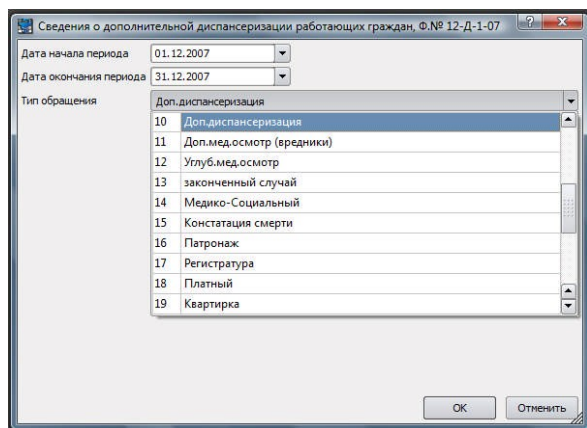 Сведения о дополнительной диспансеризации работающих граждан, Ф.№ 12-Д-1-07
Дата начала периода 01.12.2007
Дата окончания периода 31.12.2007
Тип обращения Доп.диспансеризация
10 Доп.диспансеризация
11 Доп.мед.осмотр (вредники)
12 Углуб.мед.осмотр
13 законченный случай
14 Медико-Социальный
15 Констатация смерти
16 Патронаж
17 Регистратура
18 Платный
19 Квартирка
ОК Отменить